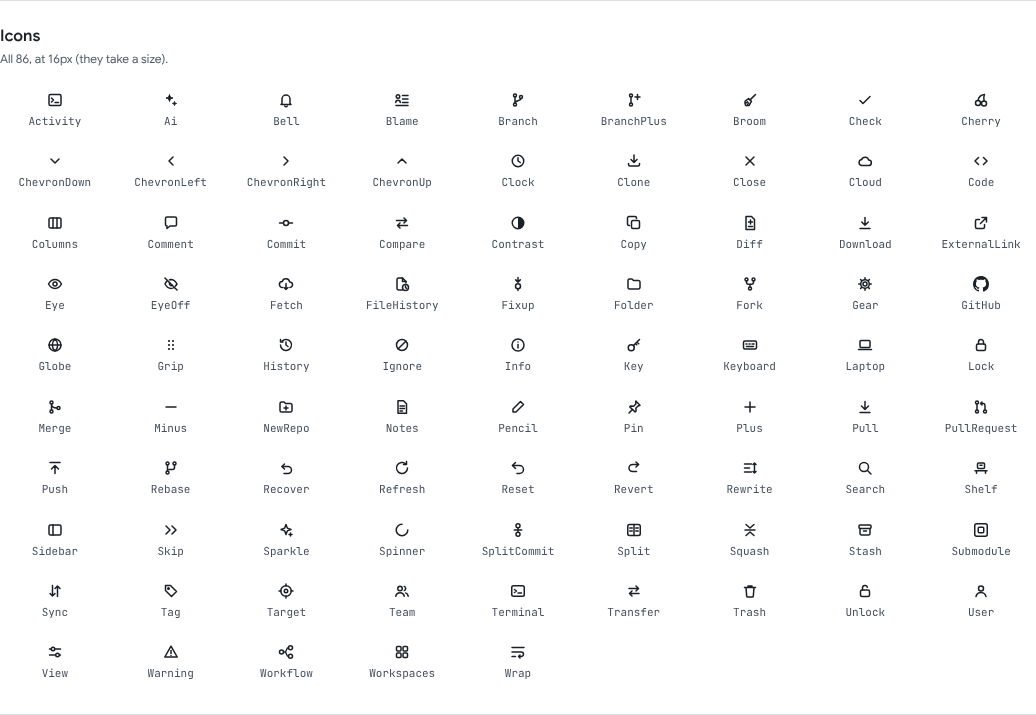 Icons
All 86, at 16px (they take a size).
Activity Ai Bell Blame Branch BranchPlus Broom Check Cherry
ChevronDown ChevronLeft ChevronRight ChevronUp Clock Clone Close Cloud Code
Columns Comment Commit Compare Contrast Copy Diff Download ExternalLink
Eye EyeOff Fetch FileHistory Fixup Folder Fork Gear GitHub
Globe Grip History Ignore Info Key Keyboard Laptop Lock
Merge Minus NewRepo Notes Pencil Pin Plus Pull PullRequest
Push Rebase Recover Refresh Reset Revert Rewrite Search Shelf
Sidebar Skip Sparkle Spinner SplitCommit Split Squash Stash Submodule
Sync Tag Target Team Terminal Transfer Trash Unlock User
View Warning Workflow Workspaces Wrap